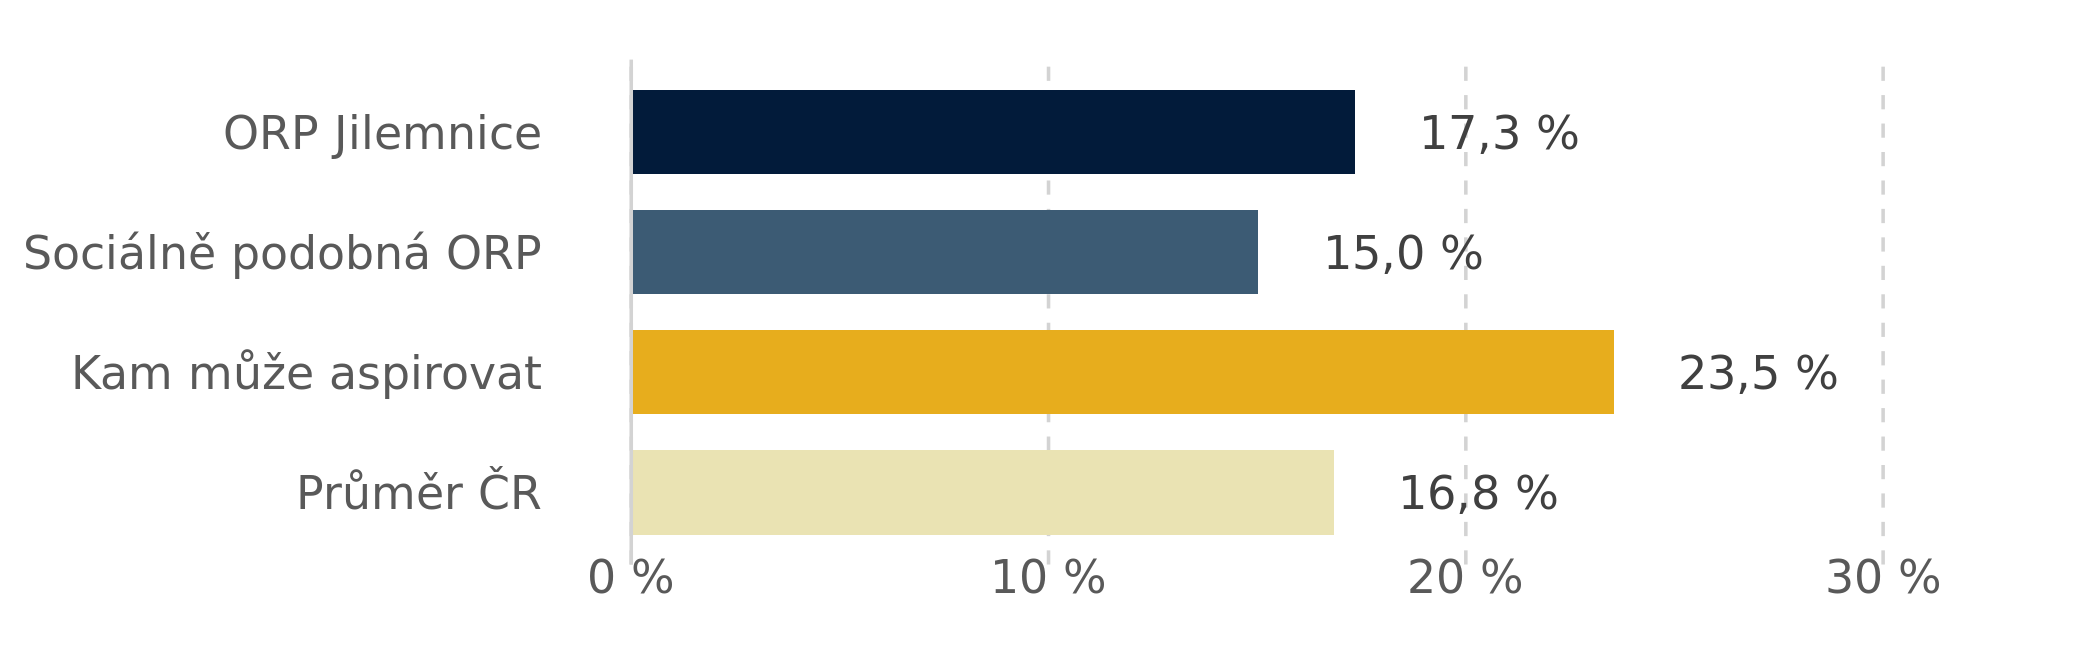 ORP Jilemnice 17,3 %
Sociálně podobná ORP 15,0 %
Kam může aspirovat 23,5 %
Průměr ČR 16,8 %
0 % 10 % 20 % 30 %